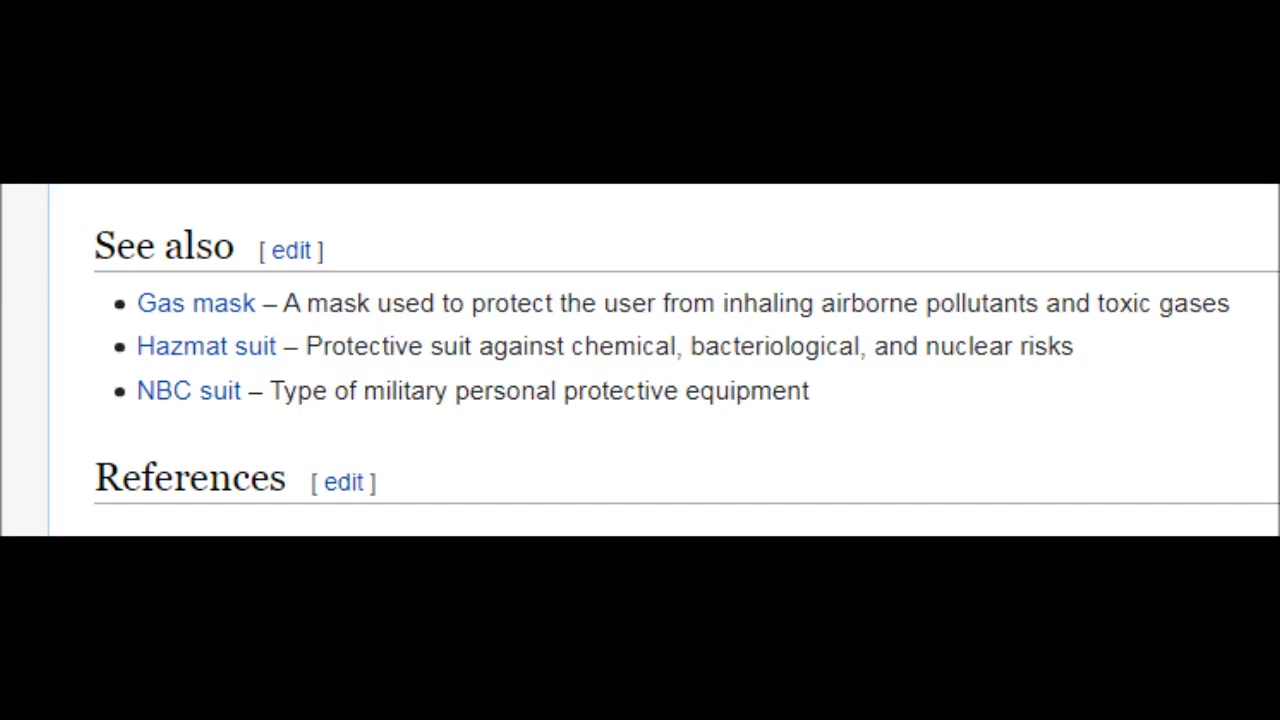 See also [ edit ]
• Gas mask – A mask used to protect the user from inhaling airborne pollutants and toxic gases
• Hazmat suit – Protective suit against chemical, bacteriological, and nuclear risks
• NBC suit – Type of military personal protective equipment
References [ edit ]